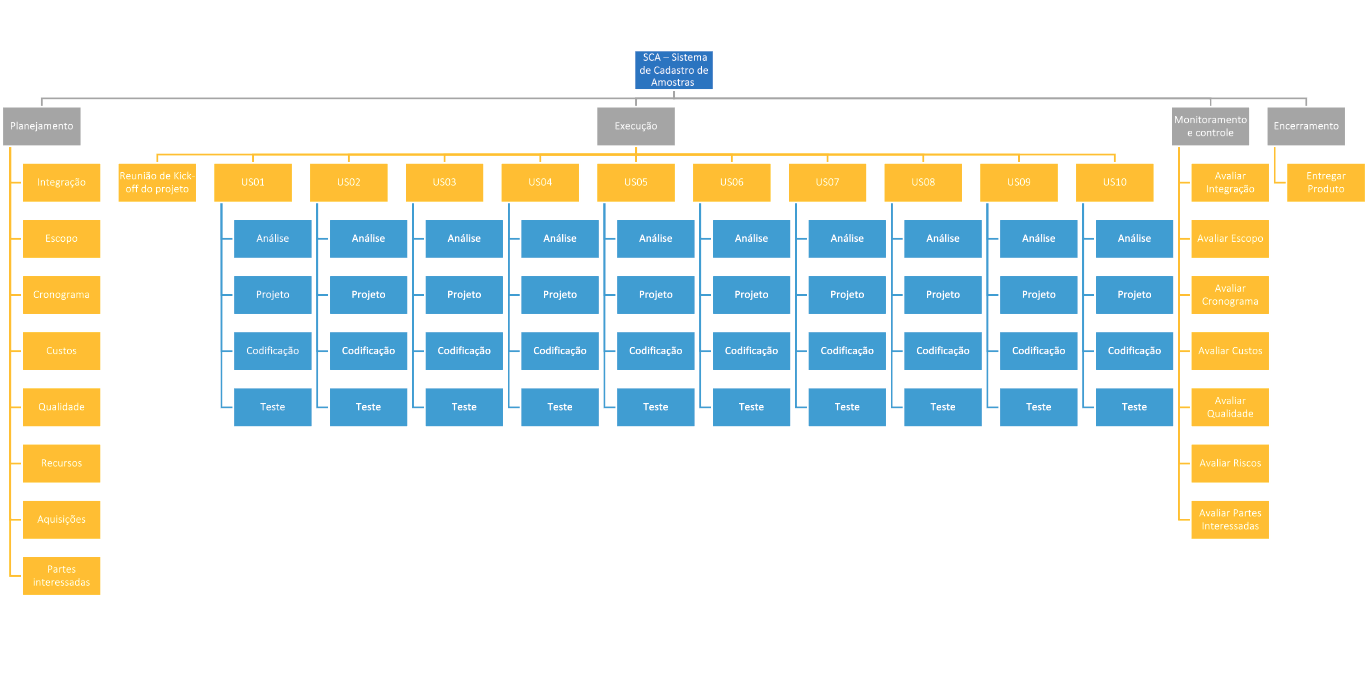 SCA – Sistema
de Cadastro de
Amostras
Planejamento
Execução
Monitoramento
e controle
Encerramento
Integração
Escopo
Cronograma
Custos
Qualidade
Recursos
Aquisições
Partes
Interessadas
Reunião de Kick-
off do projeto
US01
Análise
Projeto
Codificação
Teste
US02
Análise
Projeto
Codificação
Teste
US03
Análise
Projeto
Codificação
Teste
US04
Análise
Projeto
Codificação
Teste
US05
Análise
Projeto
Codificação
Teste
US06
Análise
Projeto
Codificação
Teste
US07
Análise
Projeto
Codificação
Teste
US08
Análise
Projeto
Codificação
Teste
US09
Análise
Projeto
Codificação
Teste
US10
Análise
Projeto
Codificação
Teste
Avaliar
Integração
Avaliar Escopo
Avaliar
Cronograma
Avaliar Custos
Avaliar
Qualidade
Avaliar Riscos
Avaliar Partes
Interessadas
Entregar
Produto